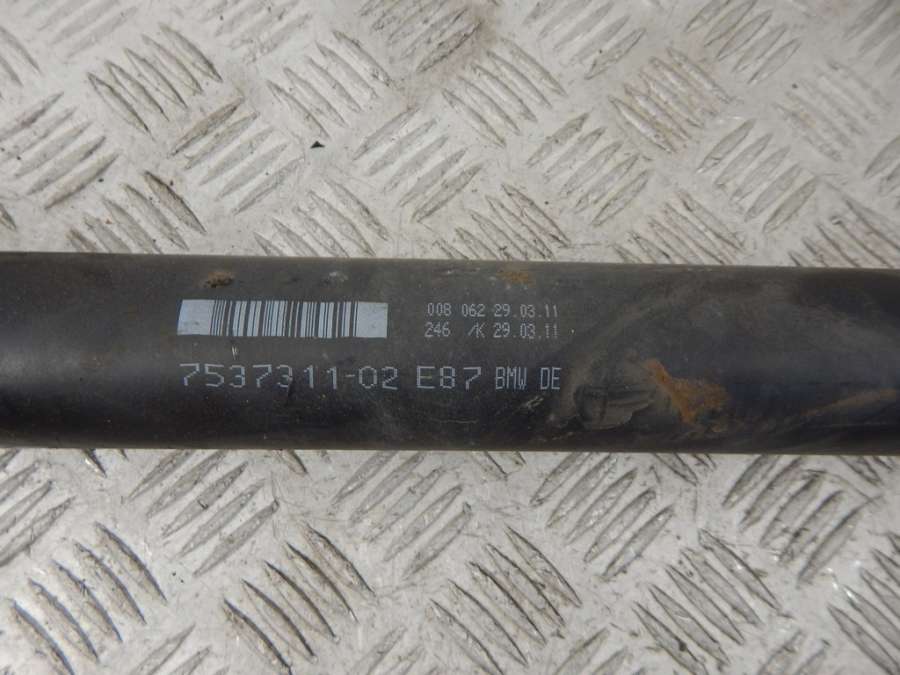 008 062 29.03.11
246 /K 29.03.11
7537311-02 E87 BMW DE